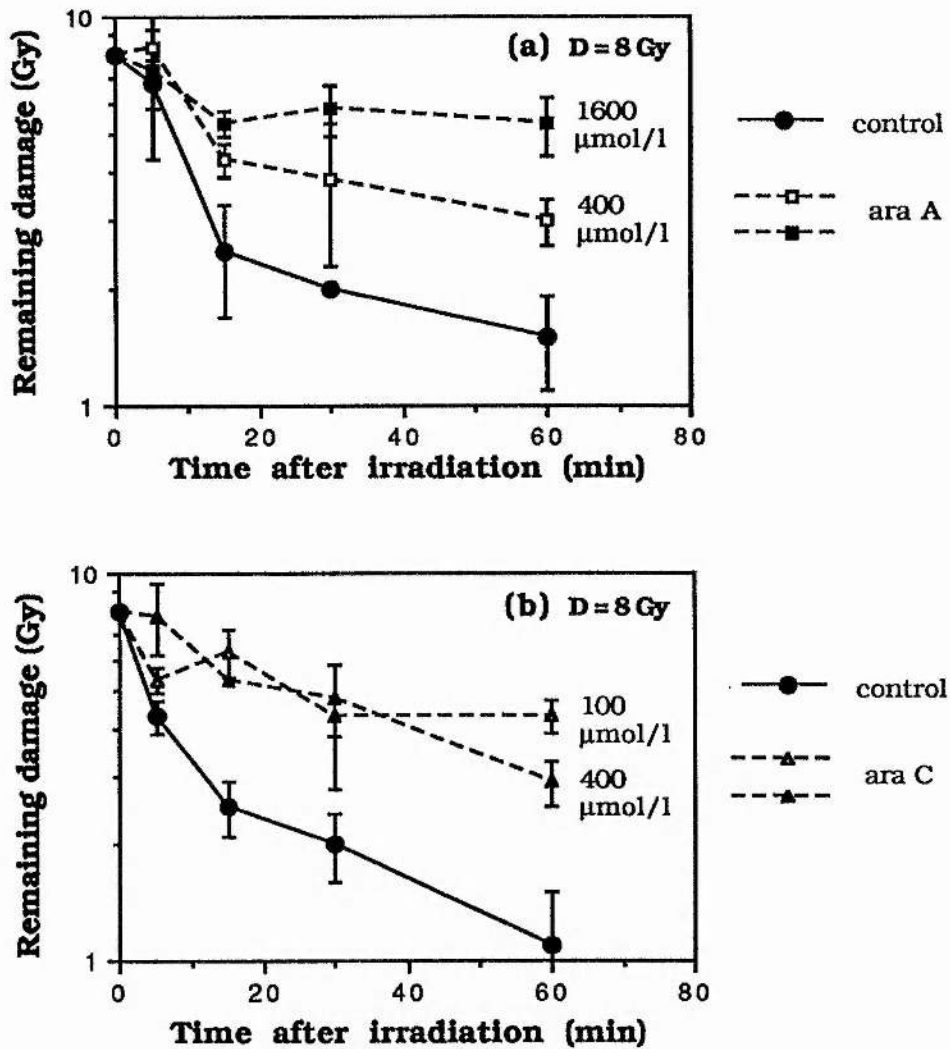 10
(a) D = 8 Gy
Remaining damage (Gy)
1600
μmol/l
400
μmol/l
control
ara A
1
0
20
40
60
80
Time after irradiation (min)
10
(b) D = 8 Gy
Remaining damage (Gy)
100
μmol/l
400
μmol/l
control
ara C
1
0
20
40
60
80
Time after irradiation (min)